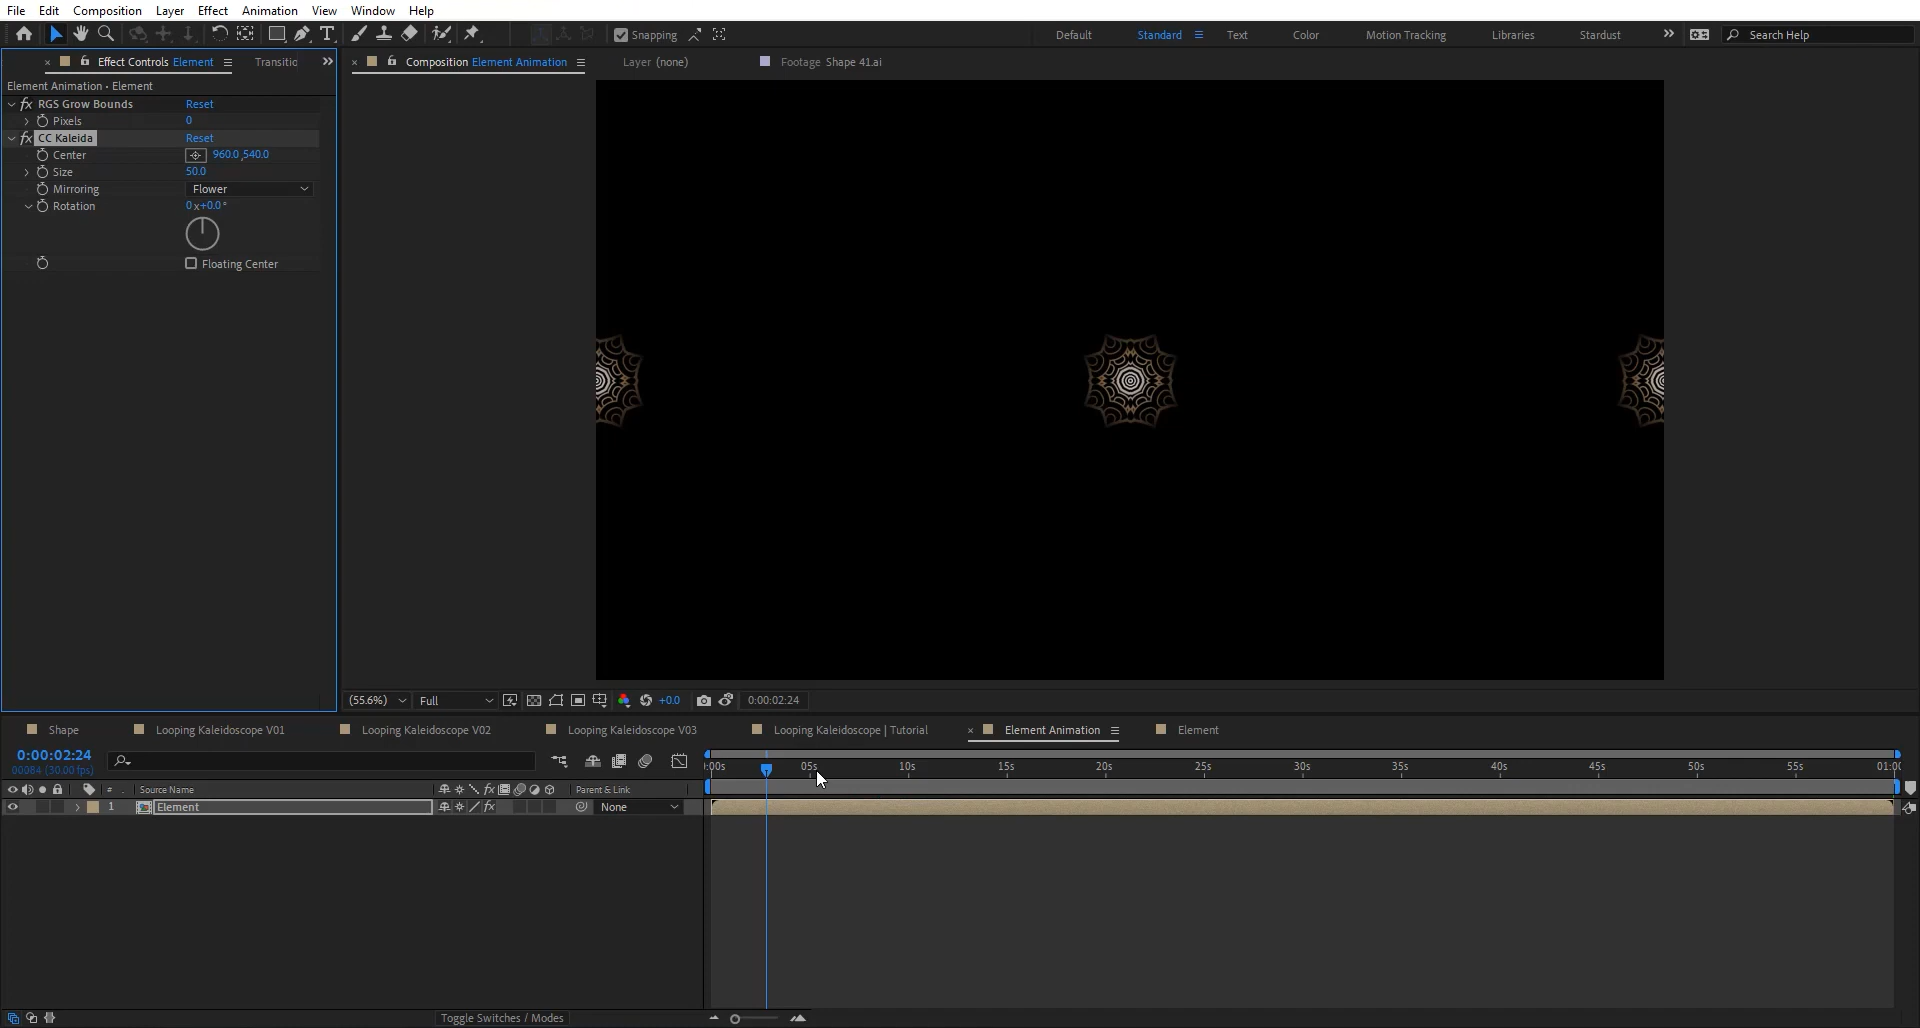 File Edit Composition Layer Effect Animation View Window Help
Snapping Default Standard Text Color Motion Tracking Libraries Stardust Search Help
Effect Controls Element Transitio Composition Element Animation Layer (none) Footage Shape 41.ai
Element Animation • Element
fx RGS Grow Bounds Reset
Pixels 0
fx CC Kaleida Reset
Center 960.0,540.0
Size 50.0
Mirroring Flower
Rotation 0x+0.0°
Floating Center
(55.6%) Full +0.0 0:00:02:24
Shape Looping Kaleidoscope V01 Looping Kaleidoscope V02 Looping Kaleidoscope V03 Looping Kaleidoscope | Tutorial Element Animation Element
0:00:02:24
00084 (30.00 fps)
:00s 05s 10s 15s 20s 25s 30s 35s 40s 45s 50s 55s 01:00
# Source Name fx Parent & Link
1 Element fx None
Toggle Switches / Modes